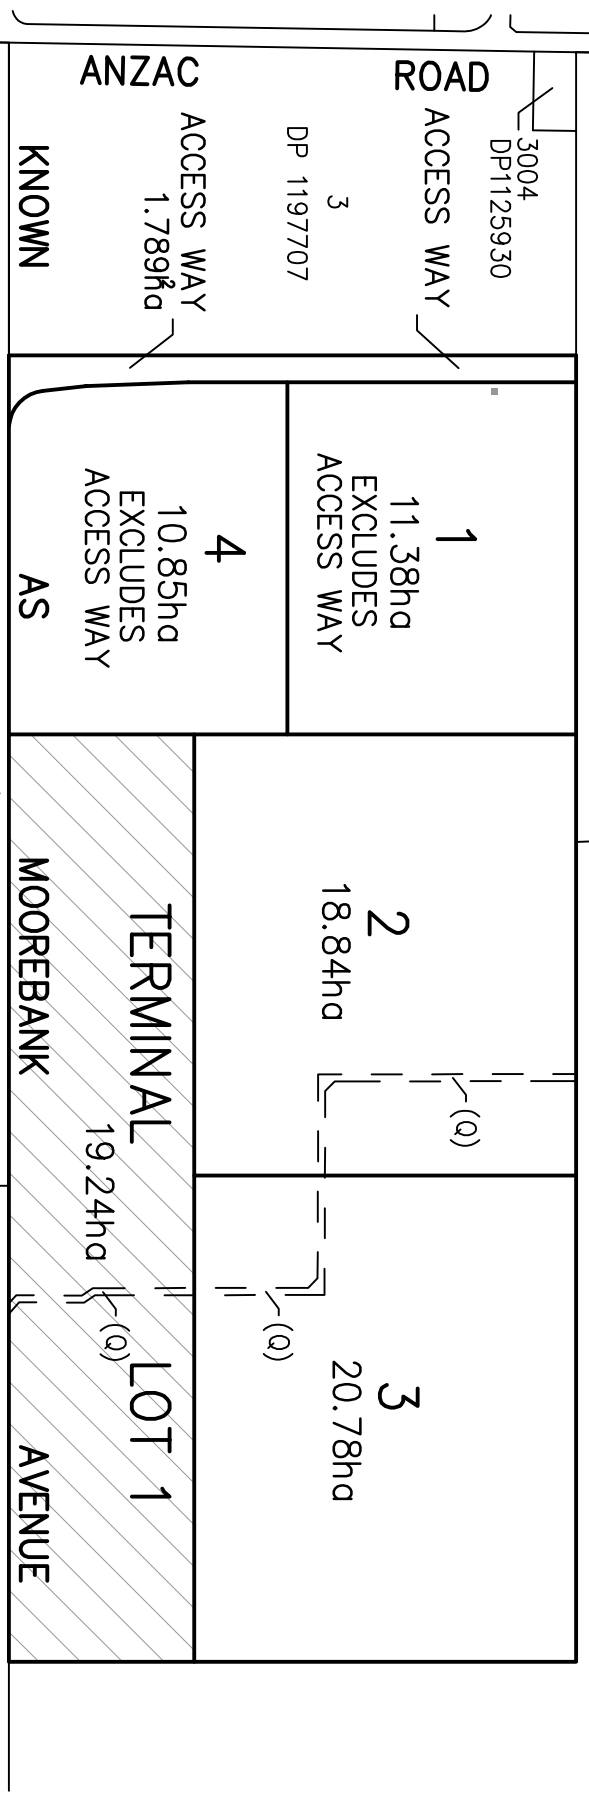 ANZAC ROAD
3004
DP1125930
ACCESS WAY
3
DP 1197707
ACCESS WAY
1.789ha
KNOWN
1
11.38ha
EXCLUDES
ACCESS WAY
4
10.85ha
EXCLUDES
ACCESS WAY
AS
2
18.84ha
(Q)
TERMINAL
19.24ha
MOOREBANK
3
20.78ha
(Q)
(Q)
LOT 1
AVENUE